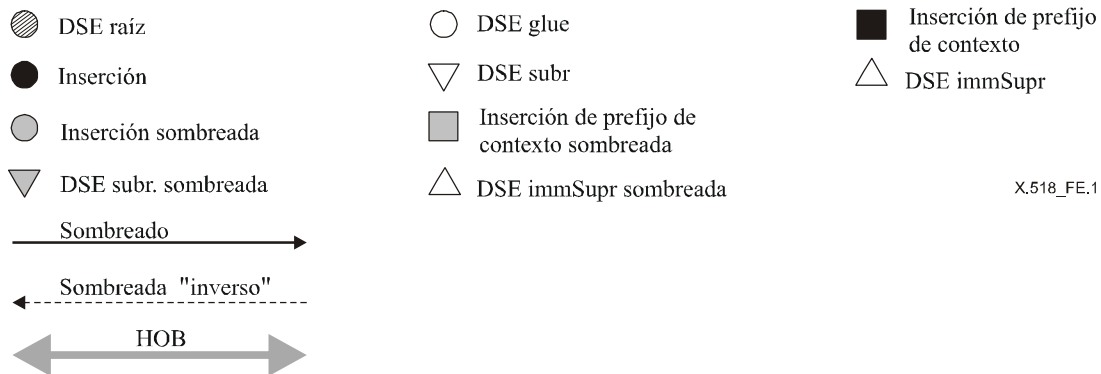 DSE raíz
Inserción
Inserción sombreada
DSE subr. sombreada
Sombreado
Sombreada "inverso"
HOB
DSE glue
DSE subr
Inserción de prefijo de
contexto sombreada
DSE immSupr sombreada
Inserción de prefijo
de contexto
DSE immSupr
X.518_FE.1